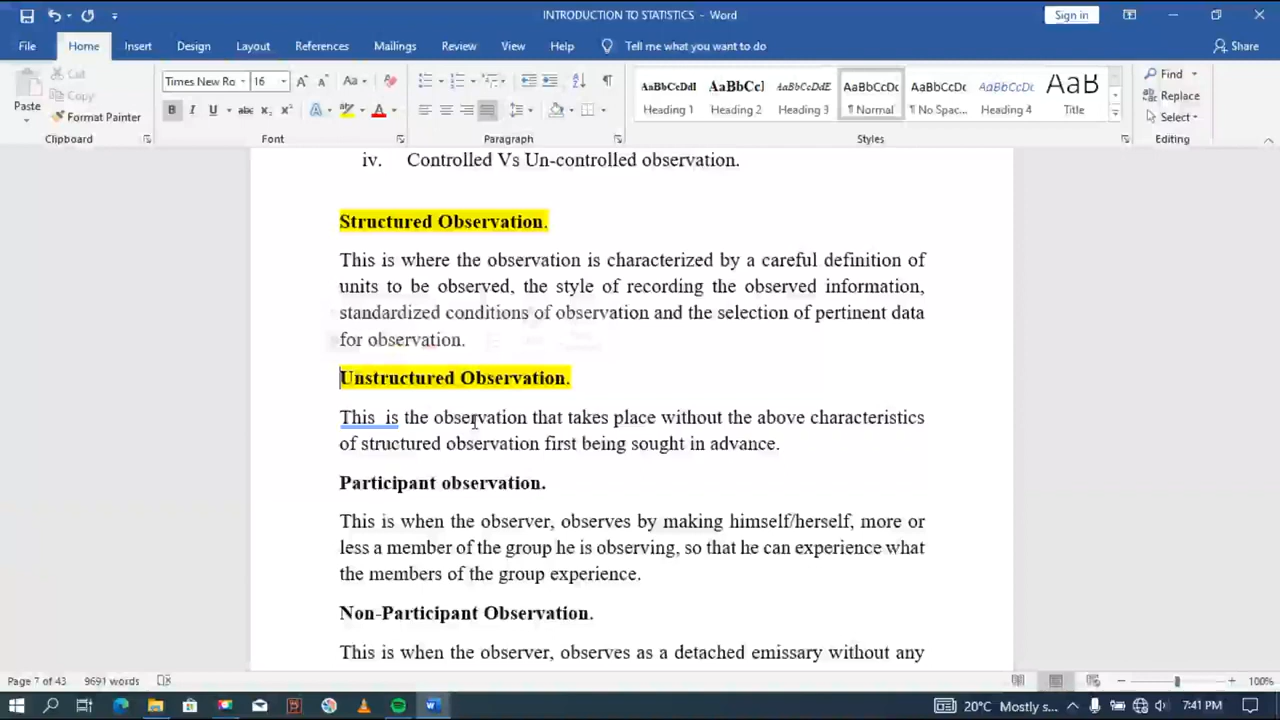 INTRODUCTION TO STATISTICS - Word
Sign in
File Home Insert Design Layout References Mailings Review View Help Tell me what you want to do Share
Paste
Cut
Copy
Format Painter
Clipboard
Times New Ro 16
Font
Paragraph
AaBbCcDdI AaBbCcI AaBbCcDdE AaBbCcDc AaBbCcDc AaBbCcDc AaB
Heading 1 Heading 2 Heading 3 ¶ Normal ¶ No Spac... Heading 4 Title
Styles
Find
Replace
Select
Editing
iv. Controlled Vs Un-controlled observation.
Structured Observation.
This is where the observation is characterized by a careful definition of
units to be observed, the style of recording the observed information,
standardized conditions of observation and the selection of pertinent data
for observation.
Unstructured Observation.
This is the observation that takes place without the above characteristics
of structured observation first being sought in advance.
Participant observation.
This is when the observer, observes by making himself/herself, more or
less a member of the group he is observing, so that he can experience what
the members of the group experience.
Non-Participant Observation.
This is when the observer, observes as a detached emissary without any
Page 7 of 43 9691 words
100%
20°C Mostly s... 7:41 PM